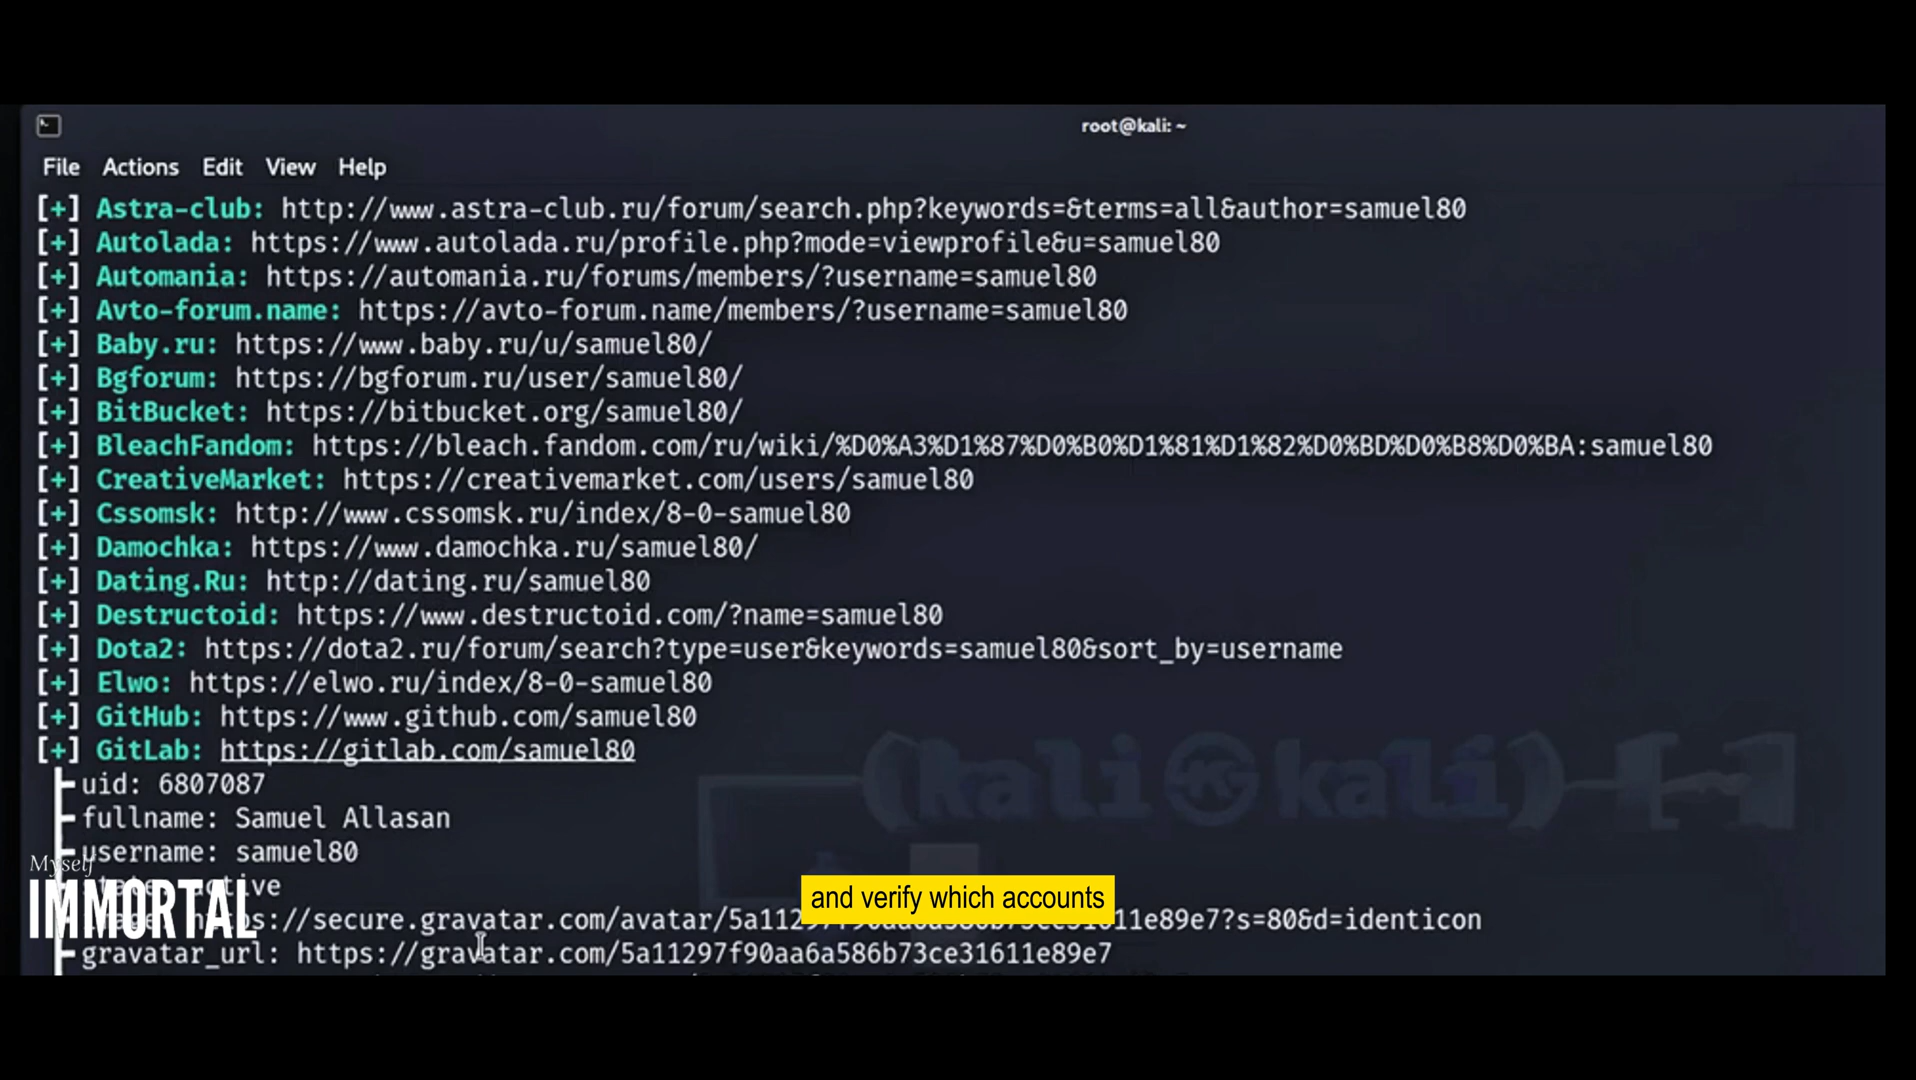 root@kali: ~
File Actions Edit View Help
[+] Astra-club: http://www.astra-club.ru/forum/search.php?keywords=&terms=all&author=samuel80
[+] Autolada: https://www.autolada.ru/profile.php?mode=viewprofile&u=samuel80
[+] Automania: https://automania.ru/forums/members/?username=samuel80
[+] Avto-forum.name: https://avto-forum.name/members/?username=samuel80
[+] Baby.ru: https://www.baby.ru/u/samuel80/
[+] Bgforum: https://bgforum.ru/user/samuel80/
[+] BitBucket: https://bitbucket.org/samuel80/
[+] BleachFandom: https://bleach.fandom.com/ru/wiki/%D0%A3%D1%87%D0%B0%D1%81%D1%82%D0%BD%D0%B8%D0%BA:samuel80
[+] CreativeMarket: https://creativemarket.com/users/samuel80
[+] Cssomsk: http://www.cssomsk.ru/index/8-0-samuel80
[+] Damochka: https://www.damochka.ru/samuel80/
[+] Dating.Ru: http://dating.ru/samuel80
[+] Destructoid: https://www.destructoid.com/?name=samuel80
[+] Dota2: https://dota2.ru/forum/search?type=user&keywords=samuel80&sort_by=username
[+] Elwo: https://elwo.ru/index/8-0-samuel80
[+] GitHub: https://www.github.com/samuel80
[+] GitLab: https://gitlab.com/samuel80
(kali kali)-[ ]
uid: 6807087
fullname: Samuel Allasan
username: samuel80
Myself
IMMORTAL
and verify which accounts
gravatar_url: https://gravatar.com/5a11297f90aa6a586b73ce31611e89e7